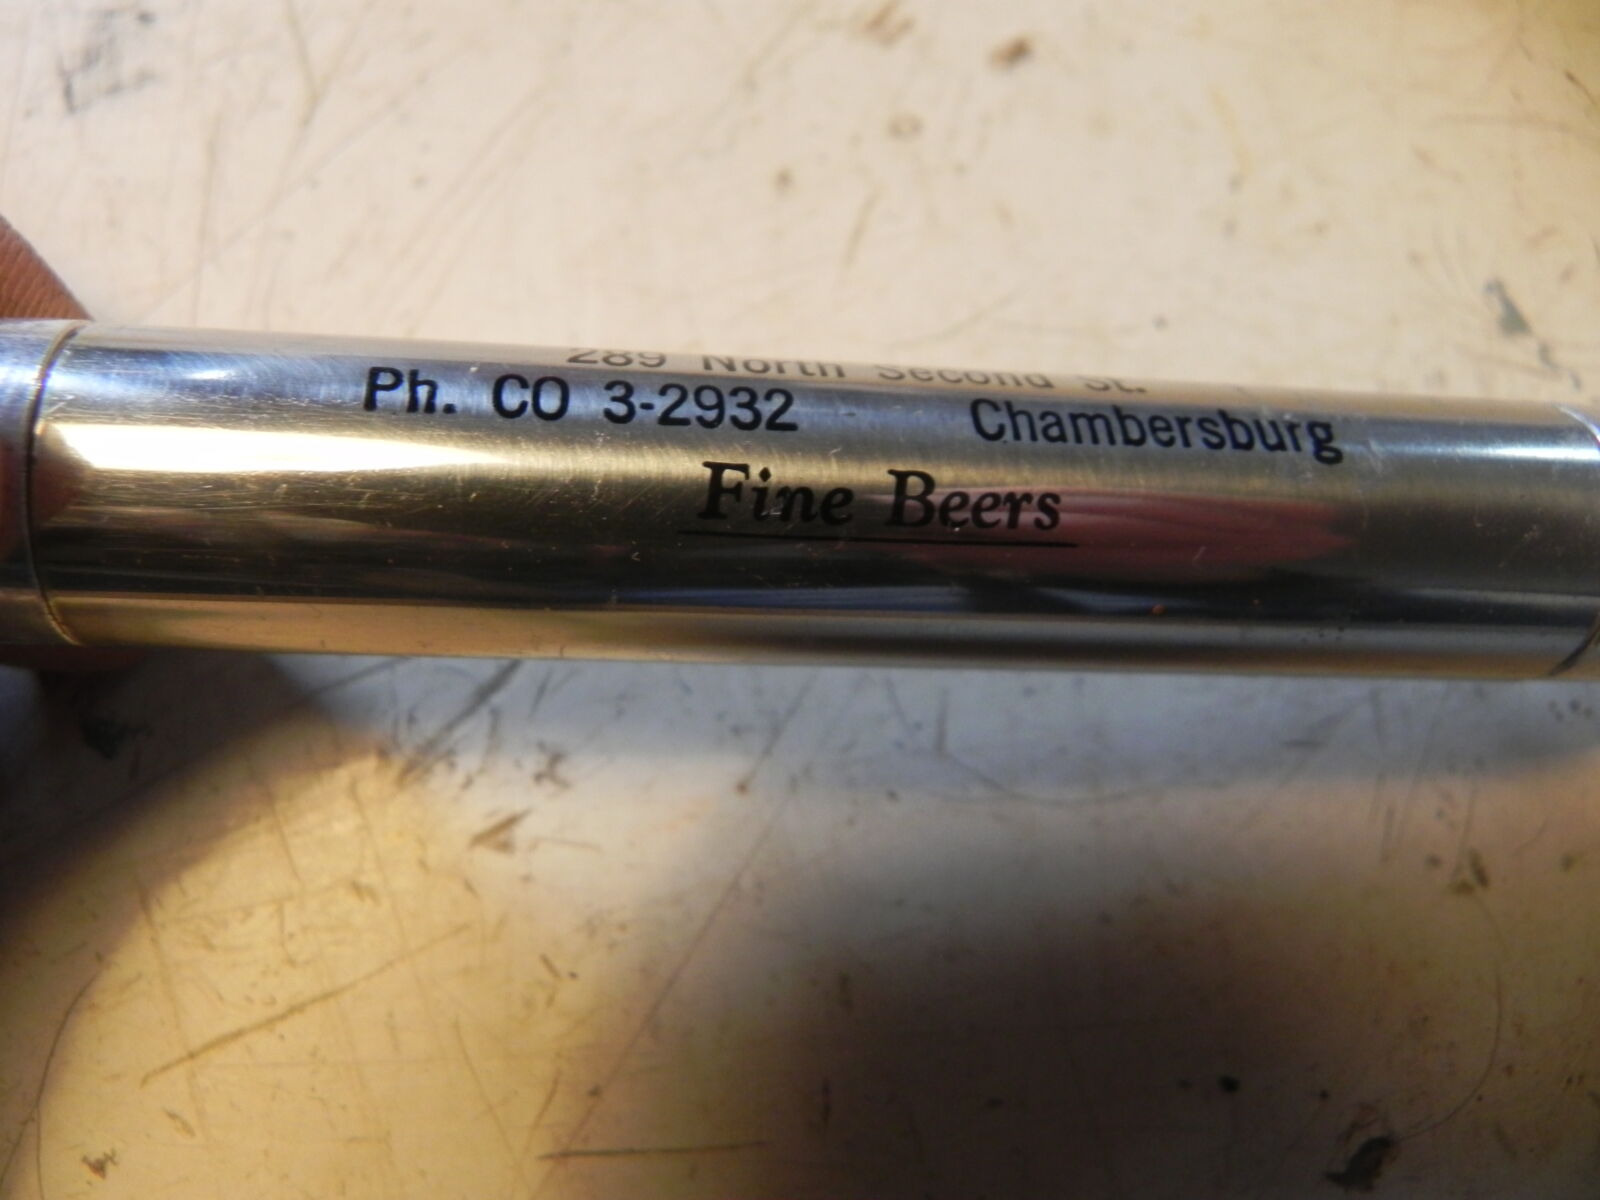 289 North Second St.
Ph. CO 3-2932 Chambersburg
Fine Beers